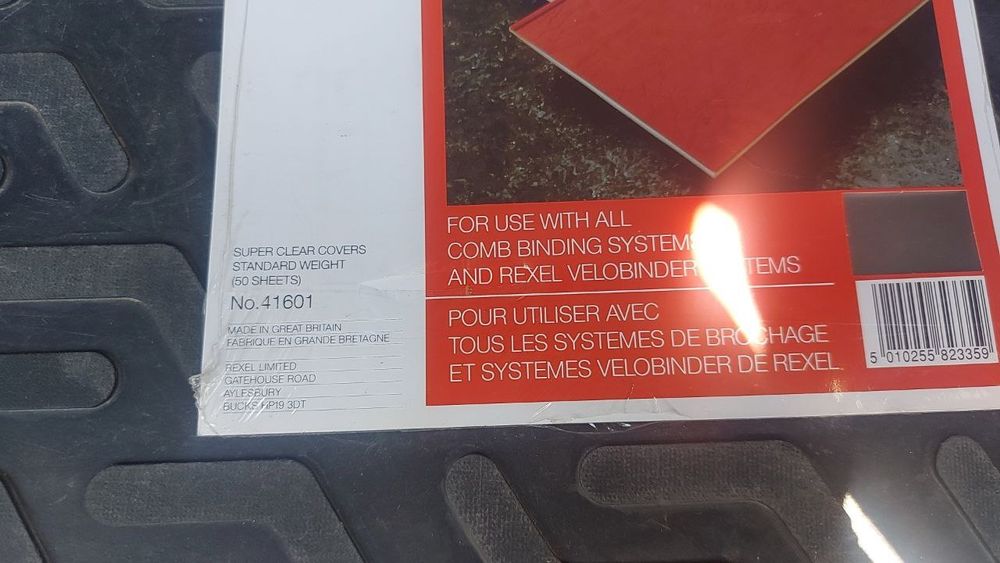 SUPER CLEAR COVERS
STANDARD WEIGHT
(50 SHEETS)
No.41601
MADE IN GREAT BRITAIN
FABRIQUE EN GRANDE BRETAGNE
REXEL LIMITED
GATEHOUSE ROAD
AYLESBURY
BUCKS HP19 3DT
FOR USE WITH ALL
COMB BINDING SYSTEMS
AND REXEL VELOBINDER SYSTEMS
POUR UTILISER AVEC
TOUS LES SYSTEMES DE BROCHAGE
ET SYSTEMES VELOBINDER DE REXEL
5 010255 823359